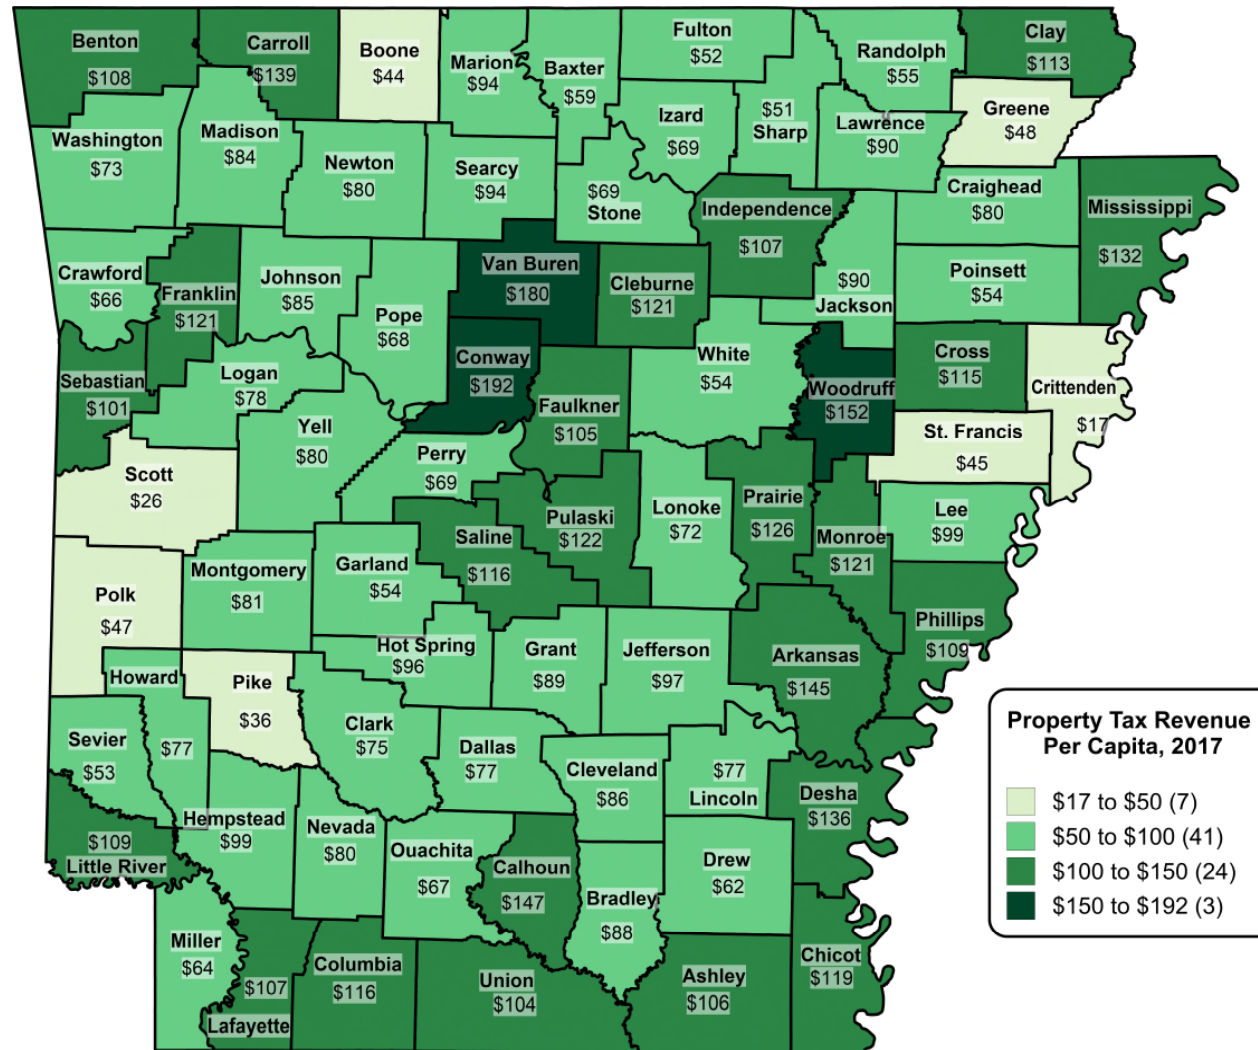 Benton
$108
Carroll
$139
Boone
$44
Marion
$94
Baxter
$59
Fulton
$52
Randolph
$55
Clay
$113
Washington
$73
Madison
$84
Newton
$80
Searcy
$94
$69
Stone
Izard
$69
$51
Sharp
Lawrence
$90
Greene
$48
Craighead
$80
Mississippi
$132
Crawford
$66
Franklin
$121
Johnson
$85
Pope
$68
Van Buren
$180
Cleburne
$121
Independence
$107
$90
Jackson
Poinsett
$54
Sebastian
$101
Logan
$78
Conway
$192
Faulkner
$105
White
$54
Woodruff
$152
Cross
$115
Crittenden
$17
Scott
$26
Yell
$80
Perry
$69
St. Francis
$45
Polk
$47
Montgomery
$81
Garland
$54
Saline
$116
Pulaski
$122
Lonoke
$72
Prairie
$126
Monroe
$121
Lee
$99
Phillips
$109
Howard
$77
Pike
$36
Hot Spring
$96
Grant
$89
Jefferson
$97
Arkansas
$145
Sevier
$53
Clark
$75
Dallas
$77
Cleveland
$86
$77
Lincoln
Desha
$136
$109
Little River
Hempstead
$99
Nevada
$80
Ouachita
$67
Calhoun
$147
Bradley
$88
Drew
$62
Miller
$64
$107
Lafayette
Columbia
$116
Union
$104
Ashley
$106
Chicot
$119
Property Tax Revenue
Per Capita, 2017
$17 to $50 (7)
$50 to $100 (41)
$100 to $150 (24)
$150 to $192 (3)